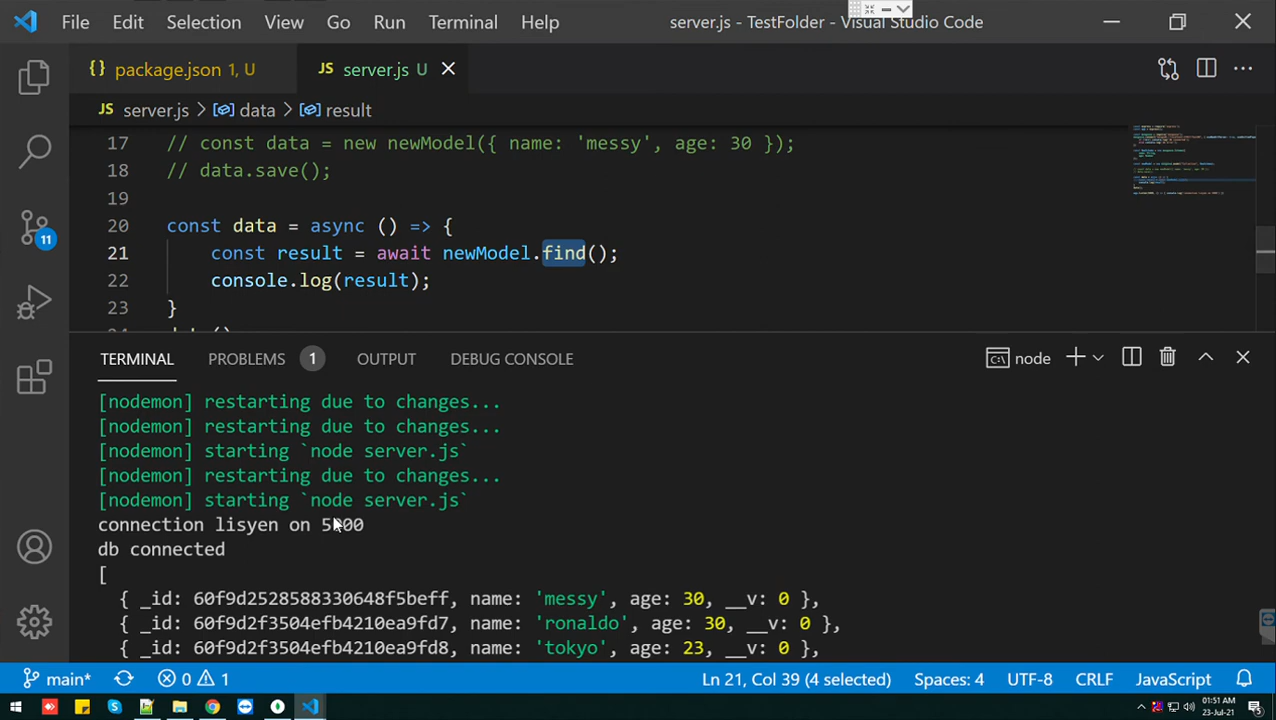 File Edit Selection View Go Run Terminal Help server.js - TestFolder - Visual Studio Code
{} package.json 1, U JS server.js U
JS server.js > data > result
17 // const data = new newModel({ name: 'messy', age: 30 });
18 // data.save();
19
20 const data = async () => {
21 const result = await newModel.find();
22 console.log(result);
23 }
TERMINAL PROBLEMS 1 OUTPUT DEBUG CONSOLE node
[nodemon] restarting due to changes...
[nodemon] restarting due to changes...
[nodemon] starting `node server.js`
[nodemon] restarting due to changes...
[nodemon] starting `node server.js`
connection lisyen on 5000
db connected
[
{ _id: 60f9d2528588330648f5beff, name: 'messy', age: 30, __v: 0 },
{ _id: 60f9d2f3504efb4210ea9fd7, name: 'ronaldo', age: 30, __v: 0 },
{ _id: 60f9d2f3504efb4210ea9fd8, name: 'tokyo', age: 23, __v: 0 },
11
main* 0 1 Ln 21, Col 39 (4 selected) Spaces: 4 UTF-8 CRLF JavaScript
01:51 AM
23-Jul-21